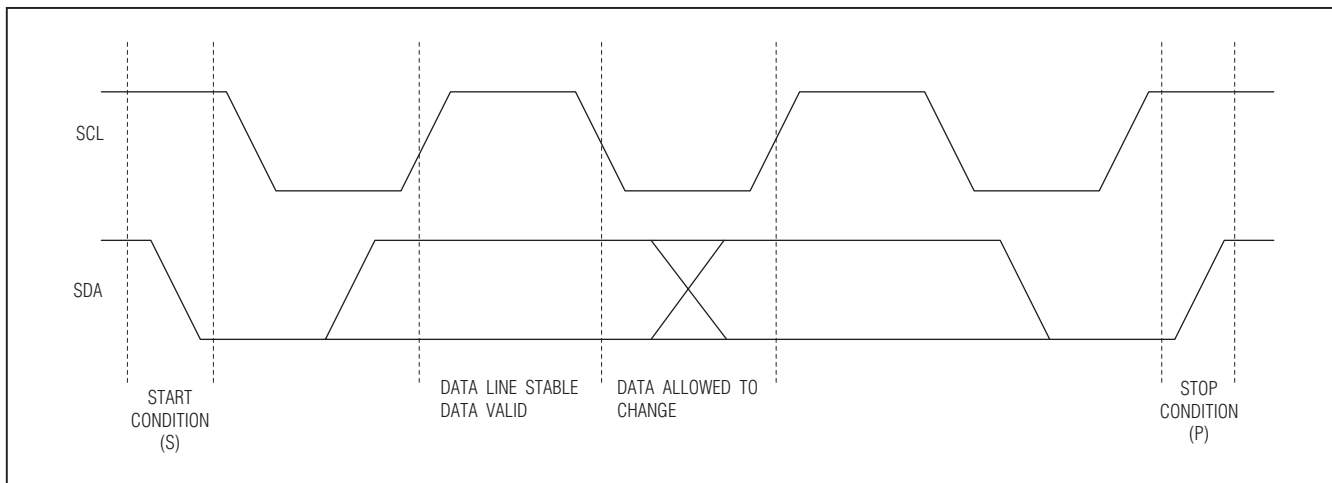 SCL
SDA
START
CONDITION
(S)
DATA LINE STABLE
DATA VALID
DATA ALLOWED TO
CHANGE
STOP
CONDITION
(P)